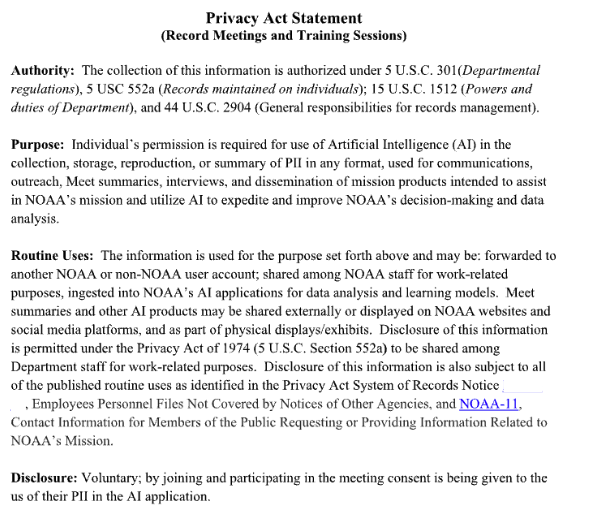 Privacy Act Statement
(Record Meetings and Training Sessions)
Authority: The collection of this information is authorized under 5 U.S.C. 301(Departmental
regulations), 5 USC 552a (Records maintained on individuals); 15 U.S.C. 1512 (Powers and
duties of Department), and 44 U.S.C. 2904 (General responsibilities for records management).
Purpose: Individual's permission is required for use of Artificial Intelligence (AI) in the
collection, storage, reproduction, or summary of PII in any format, used for communications,
outreach, Meet summaries, interviews, and dissemination of mission products intended to assist
in NOAA's mission and utilize AI to expedite and improve NOAA's decision-making and data
analysis.
Routine Uses: The information is used for the purpose set forth above and may be: forwarded to
another NOAA or non-NOAA user account; shared among NOAA staff for work-related
purposes, ingested into NOAA's AI applications for data analysis and learning models. Meet
summaries and other AI products may be shared externally or displayed on NOAA websites and
social media platforms, and as part of physical displays/exhibits. Disclosure of this information
is permitted under the Privacy Act of 1974 (5 U.S.C. Section 552a) to be shared among
Department staff for work-related purposes. Disclosure of this information is also subject to all
of the published routine uses as identified in the Privacy Act System of Records Notice
, Employees Personnel Files Not Covered by Notices of Other Agencies, and NOAA-11,
Contact Information for Members of the Public Requesting or Providing Information Related to
NOAA's Mission.
Disclosure: Voluntary; by joining and participating in the meeting consent is being given to the
us of their PII in the AI application.